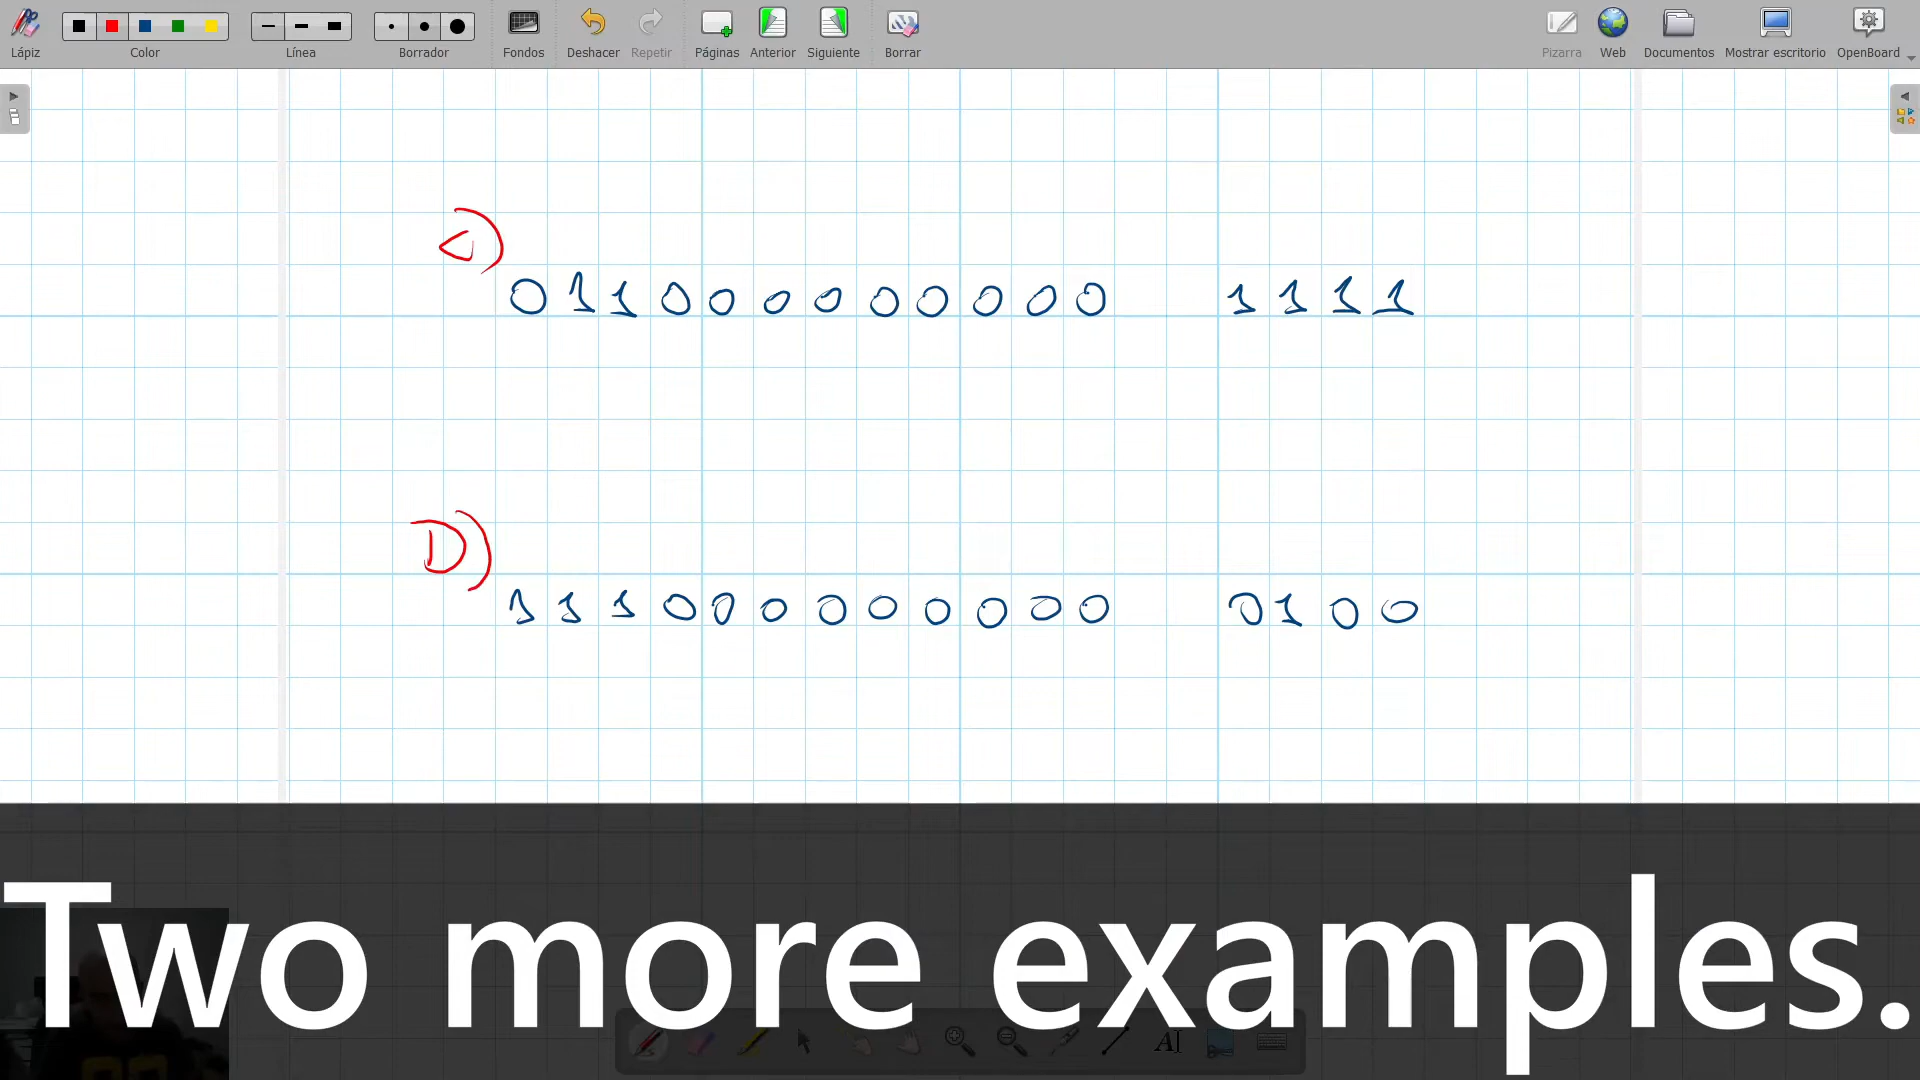 Lápiz Color Línea Borrador Fondos Deshacer Repetir Páginas Anterior Siguiente Borrar Pizarra Web Documentos Mostrar escritorio OpenBoard
C)
0 1 1 0 0 0 0 0 0 0 0 0 1 1 1 1
D)
1 1 1 0 0 0 0 0 0 0 0 0 0 1 0 0
Two more examples.